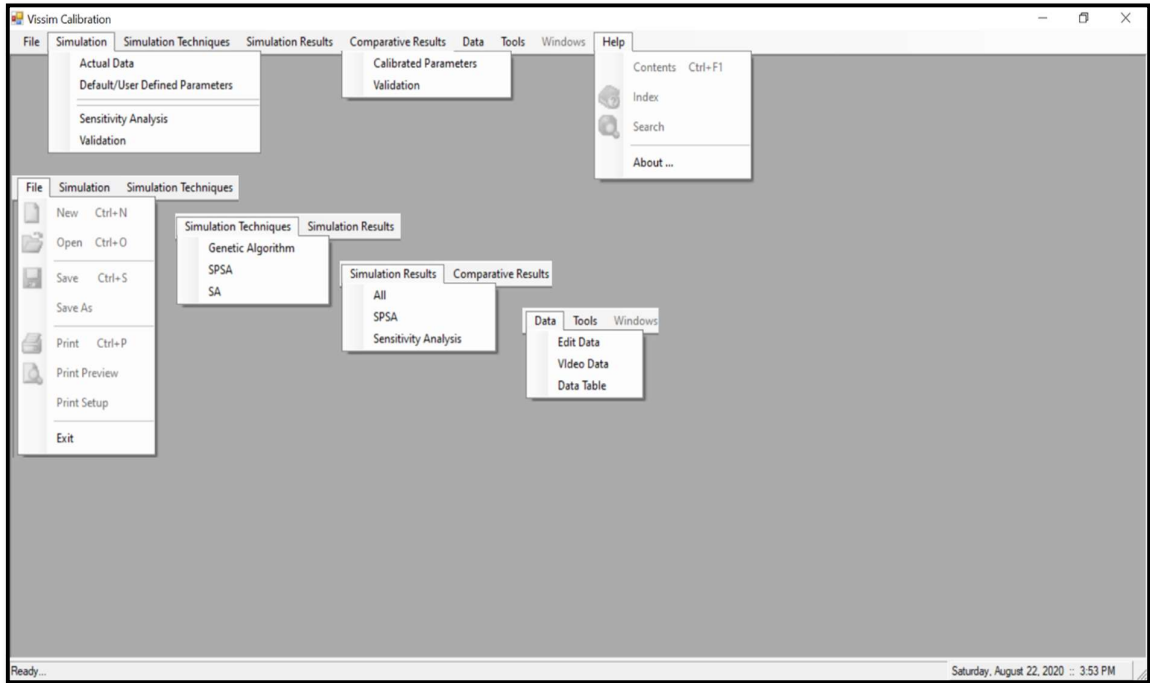 Vissim Calibration
File Simulation Simulation Techniques Simulation Results Comparative Results Data Tools Windows Help
Actual Data
Default/User Defined Parameters
Sensitivity Analysis
Validation
Calibrated Parameters
Validation
Contents Ctrl+F1
Index
Search
About ...
File Simulation Simulation Techniques
New Ctrl+N
Open Ctrl+O
Save Ctrl+S
Save As
Print Ctrl+P
Print Preview
Print Setup
Exit
Simulation Techniques Simulation Results
Genetic Algorithm
SPSA
SA
Simulation Results Comparative Results
All
SPSA
Sensitivity Analysis
Data Tools Windows
Edit Data
VIdeo Data
Data Table
Ready...
Saturday, August 22, 2020 :: 3:53 PM